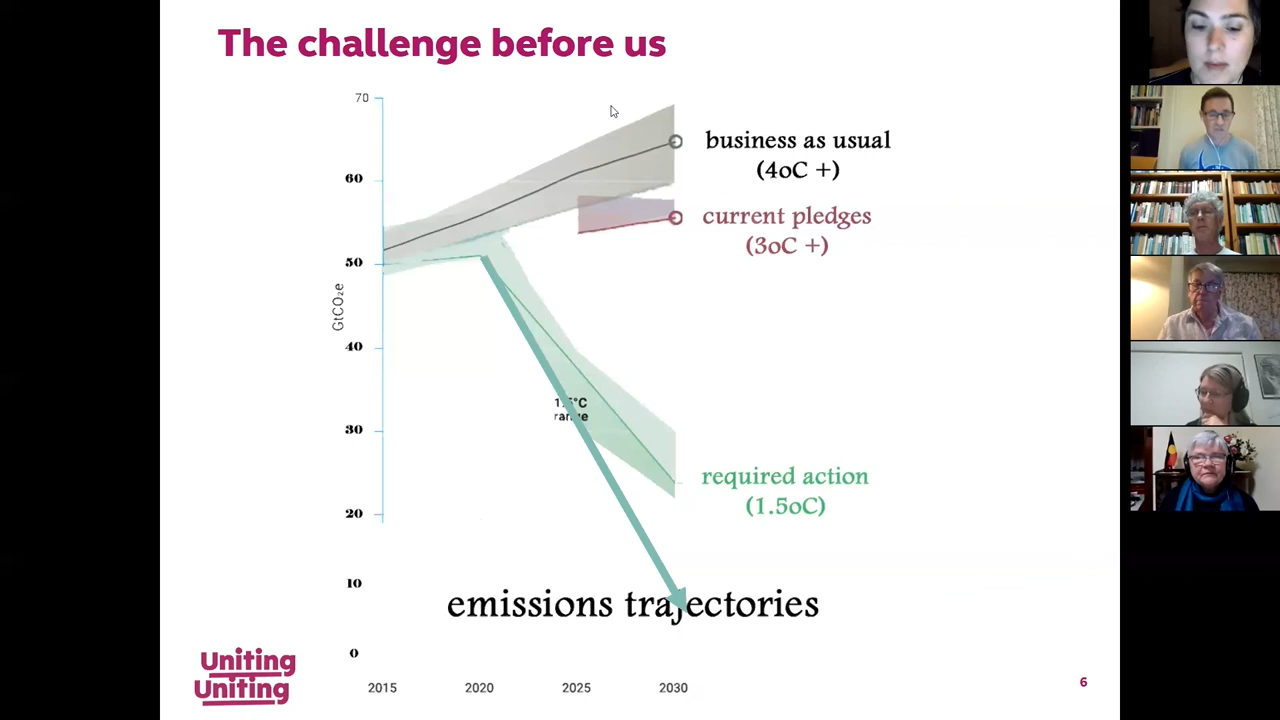 The challenge before us
70
60
50
40
30
20
10
0
GtCO₂e
business as usual
(4oC +)
current pledges
(3oC +)
range
required action
(1.5oC)
emissions trajectories
2015
2020
2025
2030
Uniting
Uniting
6